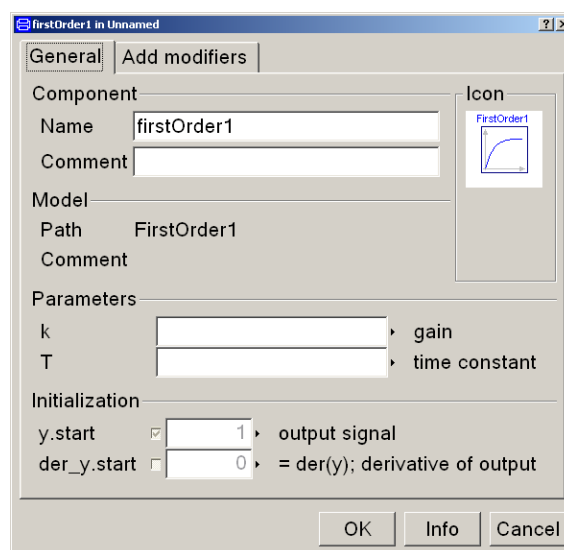 firstOrder1 in Unnamed
General Add modifiers
Component Icon
Name firstOrder1
FirstOrder1
Comment
Model
Path FirstOrder1
Comment
Parameters
k gain
T time constant
Initialization
y.start 1 output signal
der_y.start 0 = der(y); derivative of output
OK Info Cancel